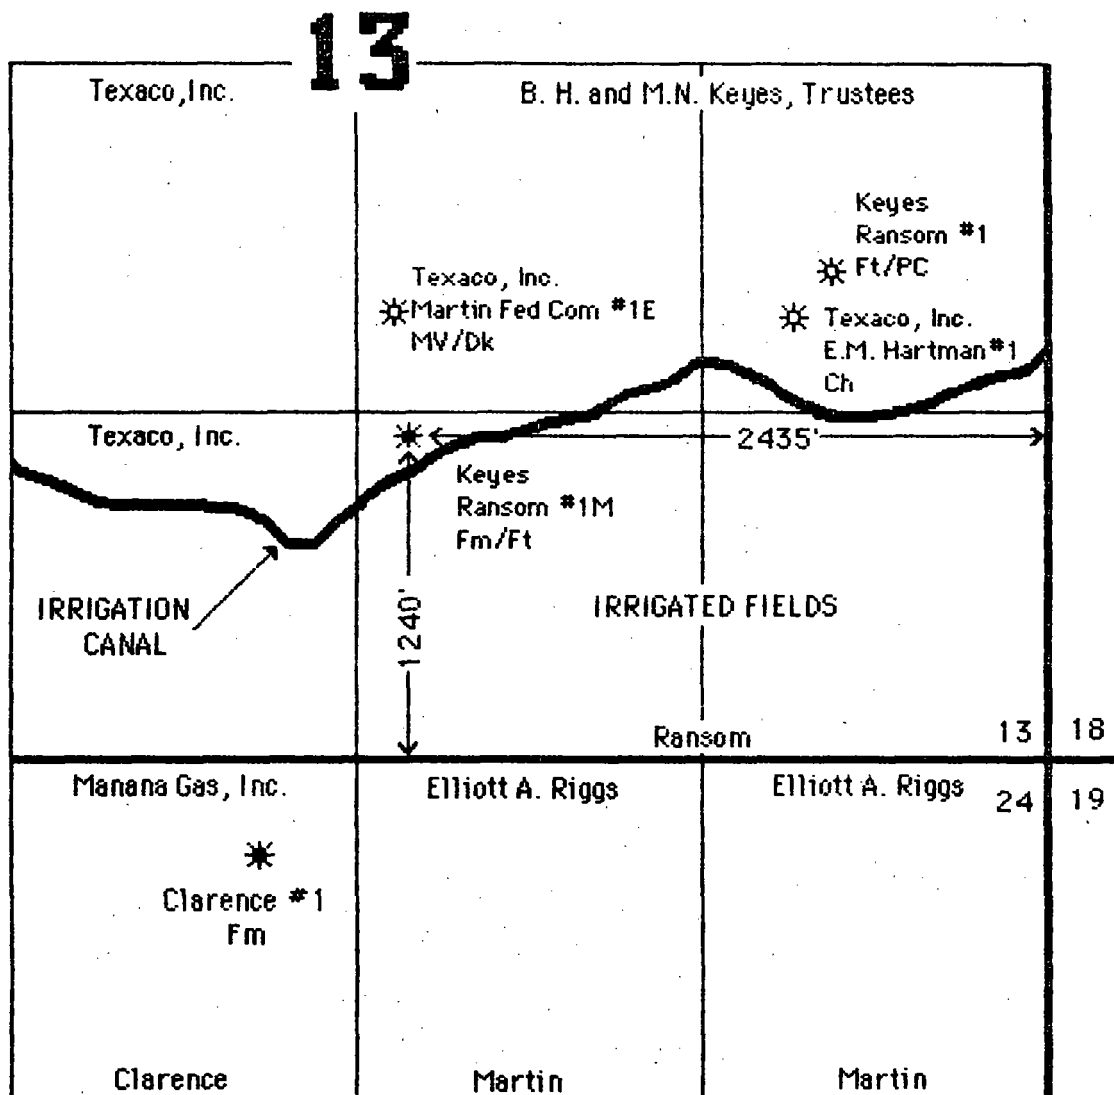 13
Texaco, Inc.
B. H. and M.N. Keyes, Trustees
Keyes
Ransom #1
Ft/PC
Texaco, Inc.
Martin Fed Com #1E
MV/Dk
Texaco, Inc.
E.M. Hartman #1
Ch
Texaco, Inc.
2435'
Keyes
Ransom #1M
Fm/Ft
IRRIGATION
CANAL
1240'
IRRIGATED FIELDS
Ransom
13
18
Manana Gas, Inc.
Elliott A. Riggs
Elliott A. Riggs
24
19
Clarence #1
Fm
Clarence
Martin
Martin